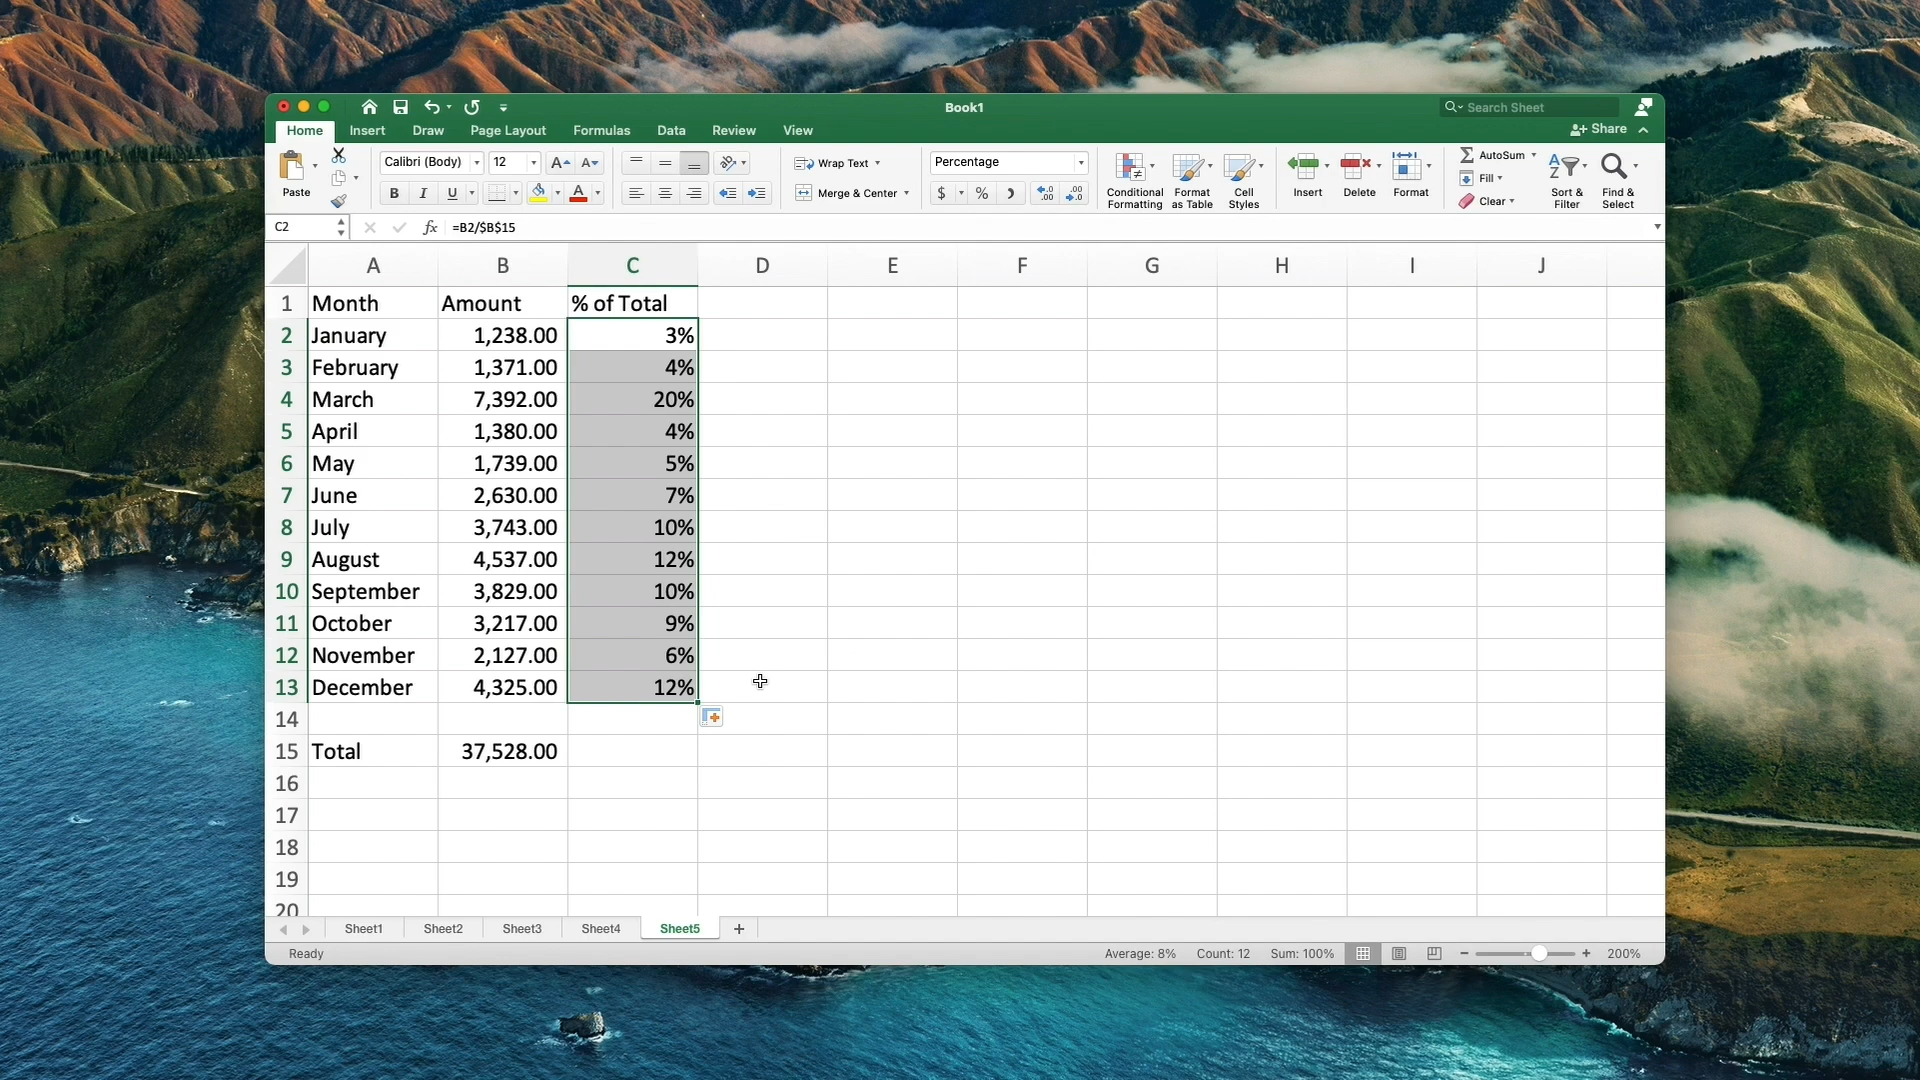 Book1
Search Sheet
Home Insert Draw Page Layout Formulas Data Review View
Share
Paste
Calibri (Body) 12
A A
B I U A
Wrap Text
Merge & Center
Percentage
$ % )
Conditional Formatting
Format as Table
Cell Styles
Insert
Delete
Format
AutoSum
Fill
Clear
Sort & Filter
Find & Select
C2 fx =B2/$B$15
A B C D E F G H I J
1 Month Amount % of Total
2 January 1,238.00 3%
3 February 1,371.00 4%
4 March 7,392.00 20%
5 April 1,380.00 4%
6 May 1,739.00 5%
7 June 2,630.00 7%
8 July 3,743.00 10%
9 August 4,537.00 12%
10 September 3,829.00 10%
11 October 3,217.00 9%
12 November 2,127.00 6%
13 December 4,325.00 12%
14
15 Total 37,528.00
16
17
18
19
20
Sheet1 Sheet2 Sheet3 Sheet4 Sheet5 +
Ready Average: 8% Count: 12 Sum: 100% 200%